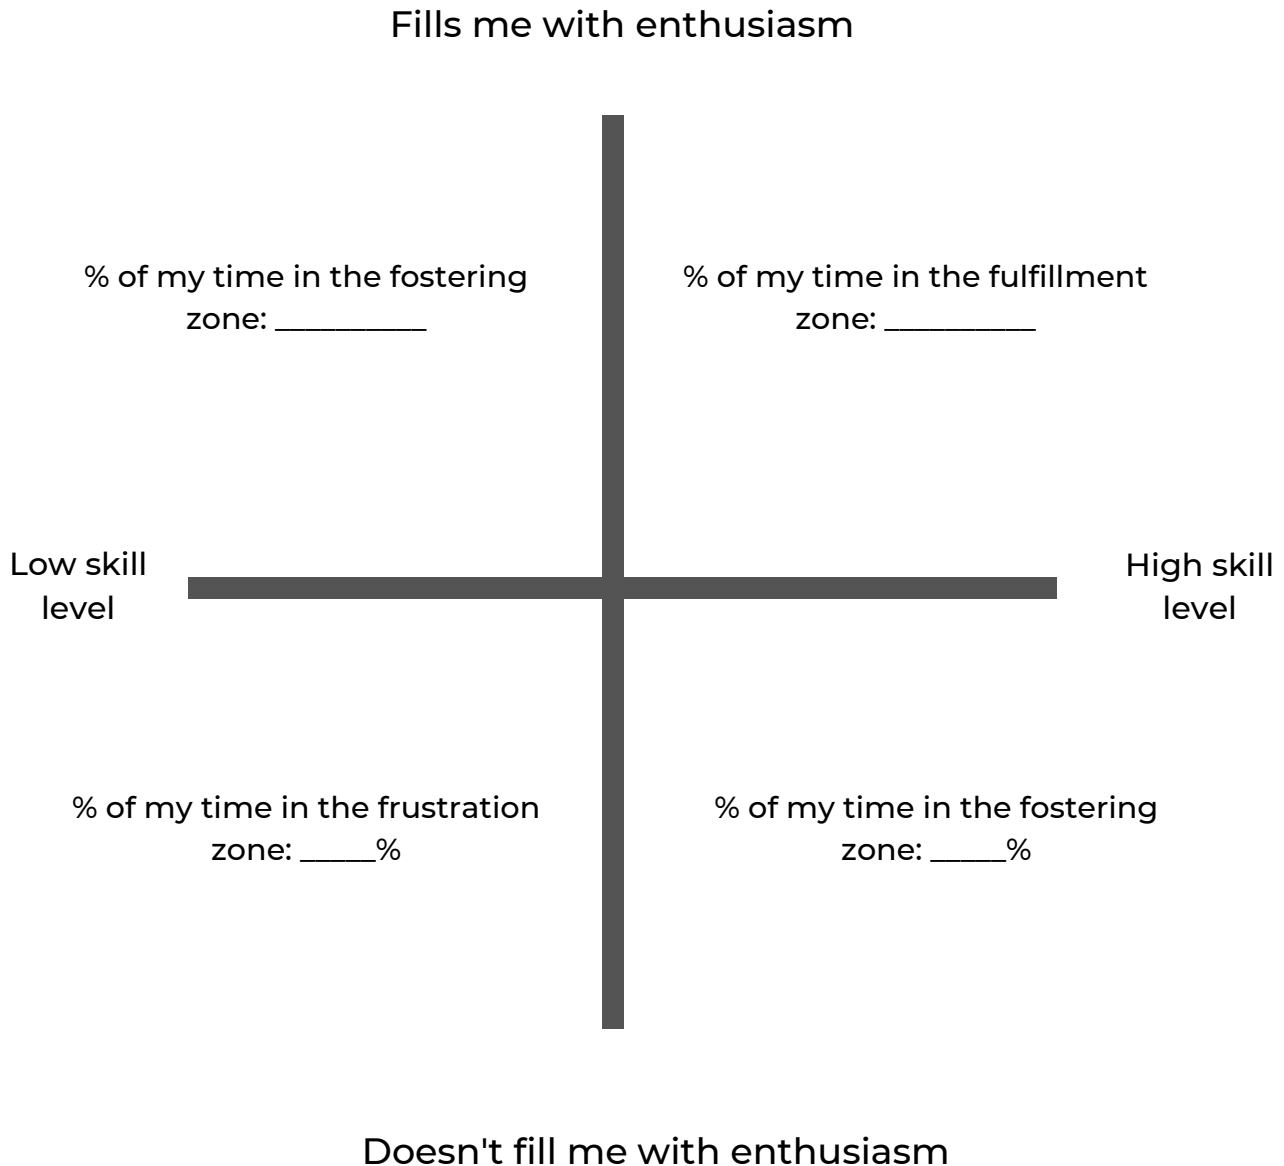 Fills me with enthusiasm
% of my time in the fostering
zone: __________
% of my time in the fulfillment
zone: __________
Low skill
level
High skill
level
% of my time in the frustration
zone: _____%
% of my time in the fostering
zone: _____%
Doesn't fill me with enthusiasm